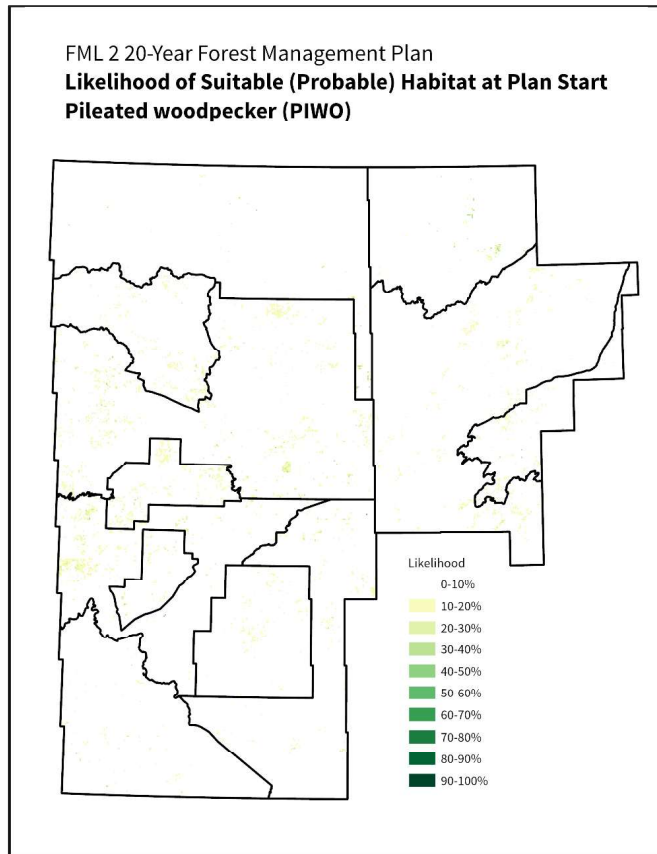 FML 2 20-Year Forest Management Plan
Likelihood of Suitable (Probable) Habitat at Plan Start
Pileated woodpecker (PIWO)
Likelihood
0-10%
10-20%
20-30%
30-40%
40-50%
50-60%
60-70%
70-80%
80-90%
90-100%